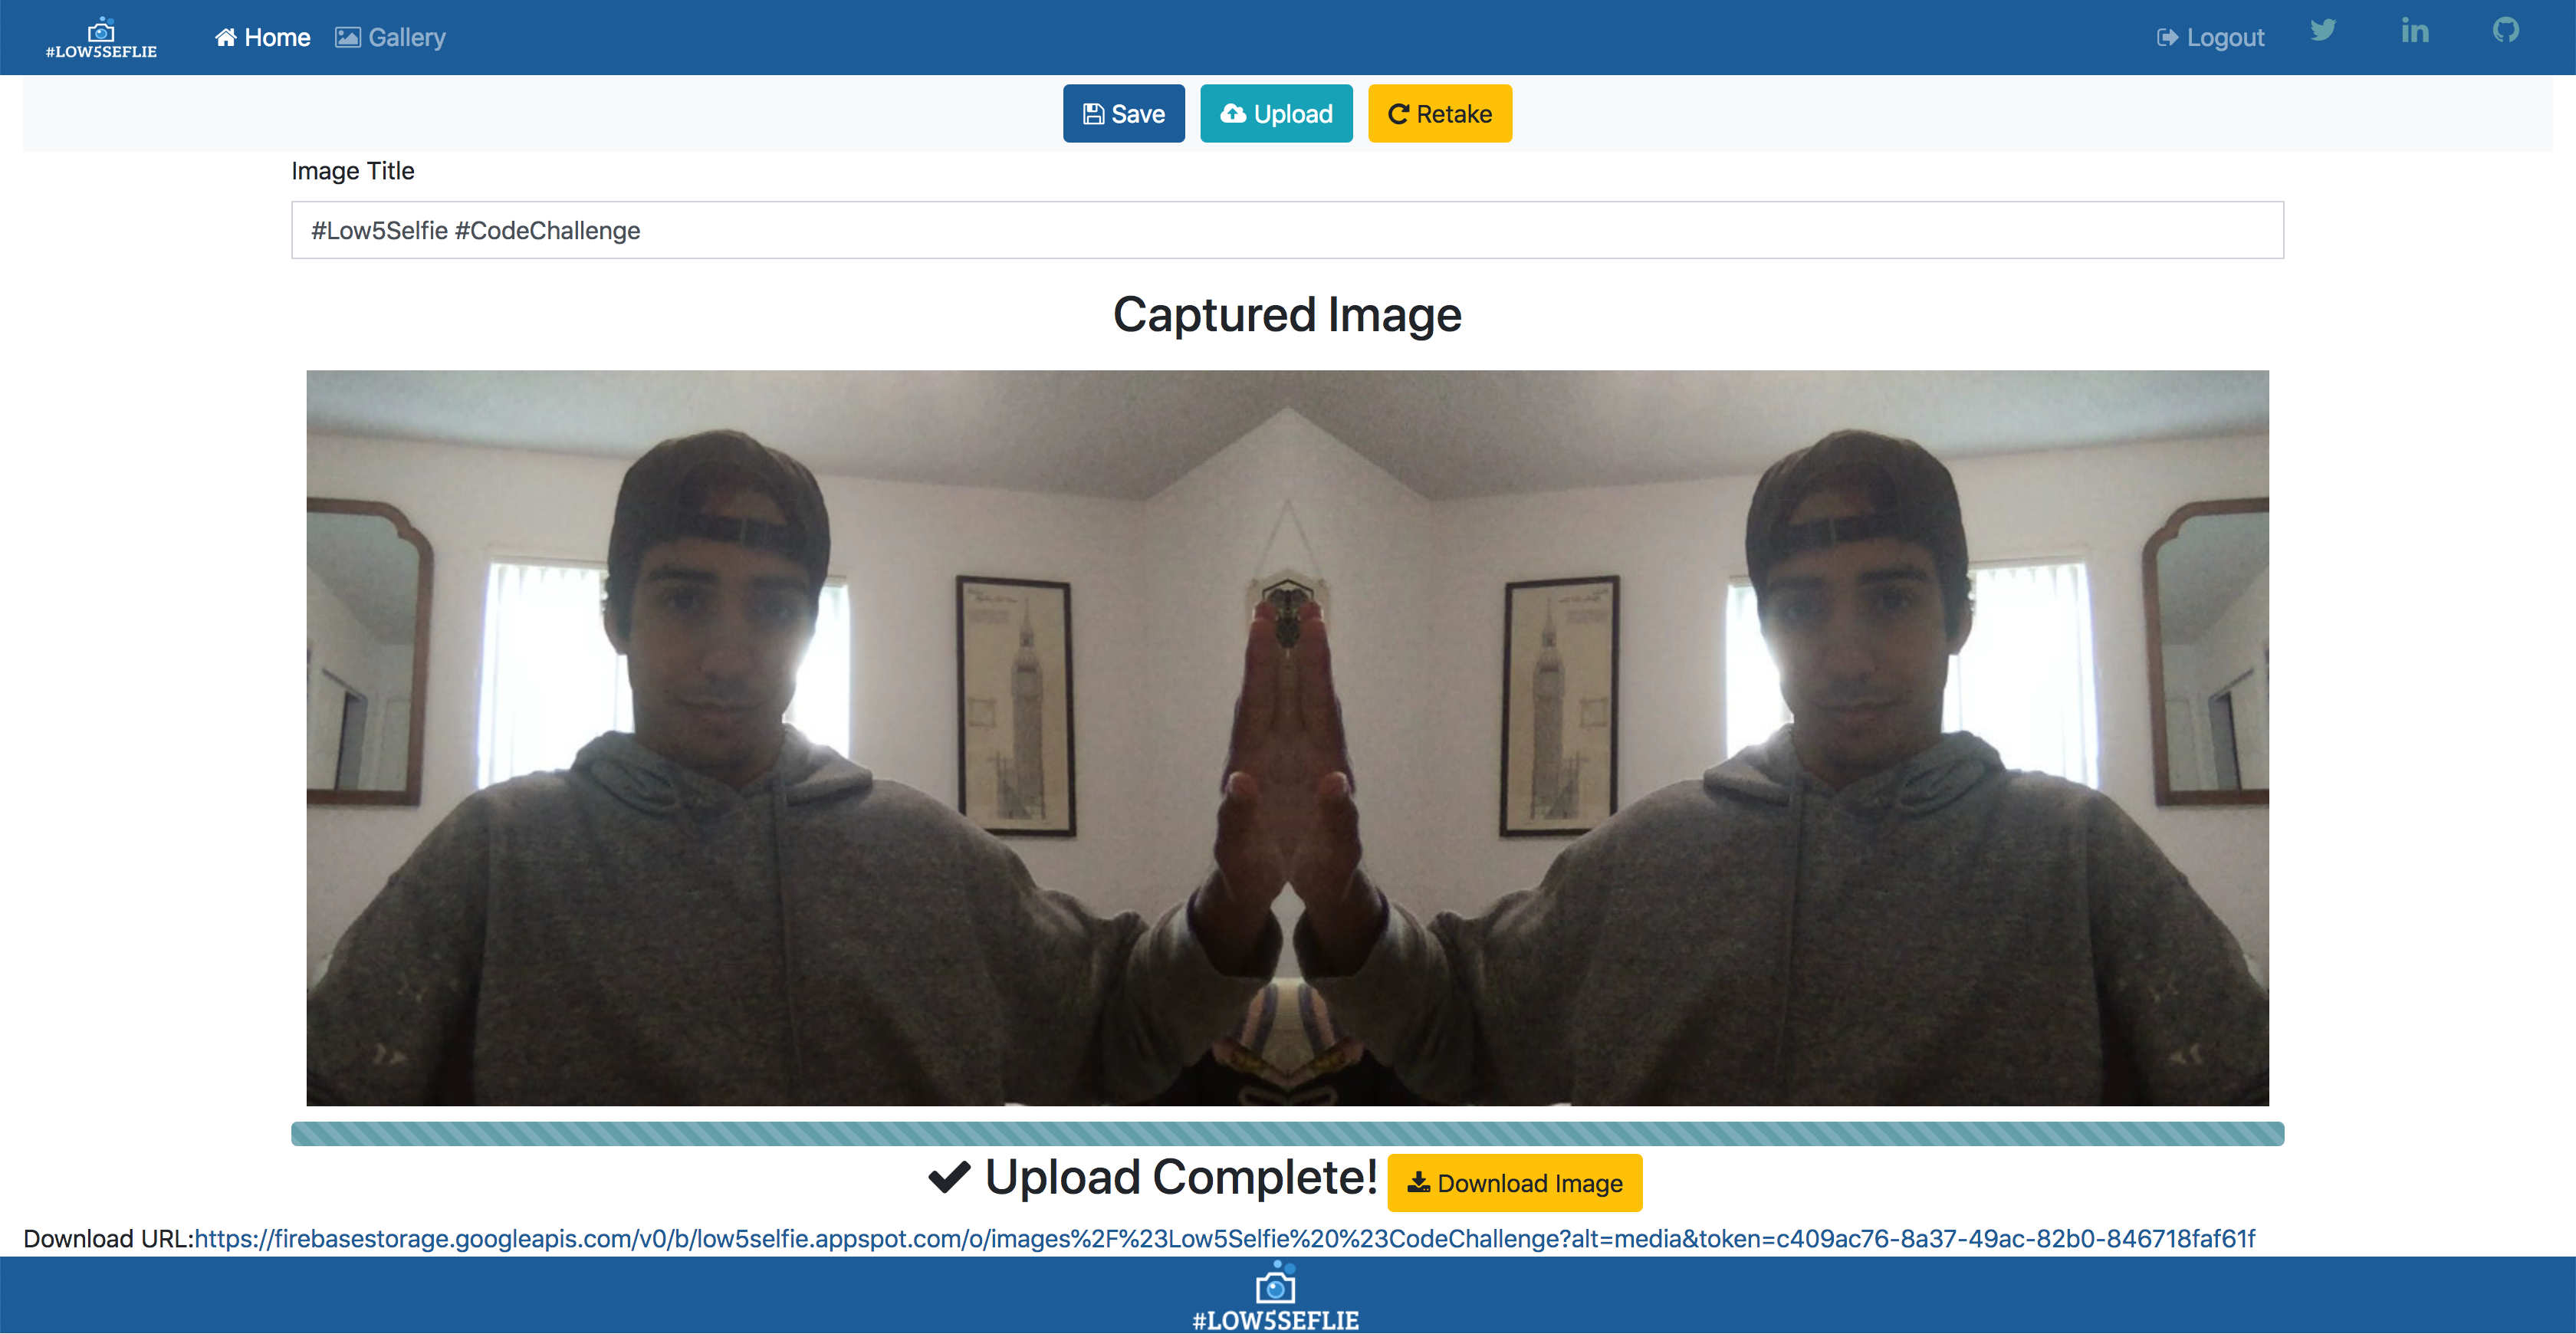 #LOW5SEFLIE
Home
Gallery
Logout
Save
Upload
Retake
Image Title
#Low5Selfie #CodeChallenge
Captured Image
Upload Complete!
Download Image
Download URL:https://firebasestorage.googleapis.com/v0/b/low5selfie.appspot.com/o/images%2F%23Low5Selfie%20%23CodeChallenge?alt=media&token=c409ac76-8a37-49ac-82b0-846718faf61f
#LOW5SEFLIE